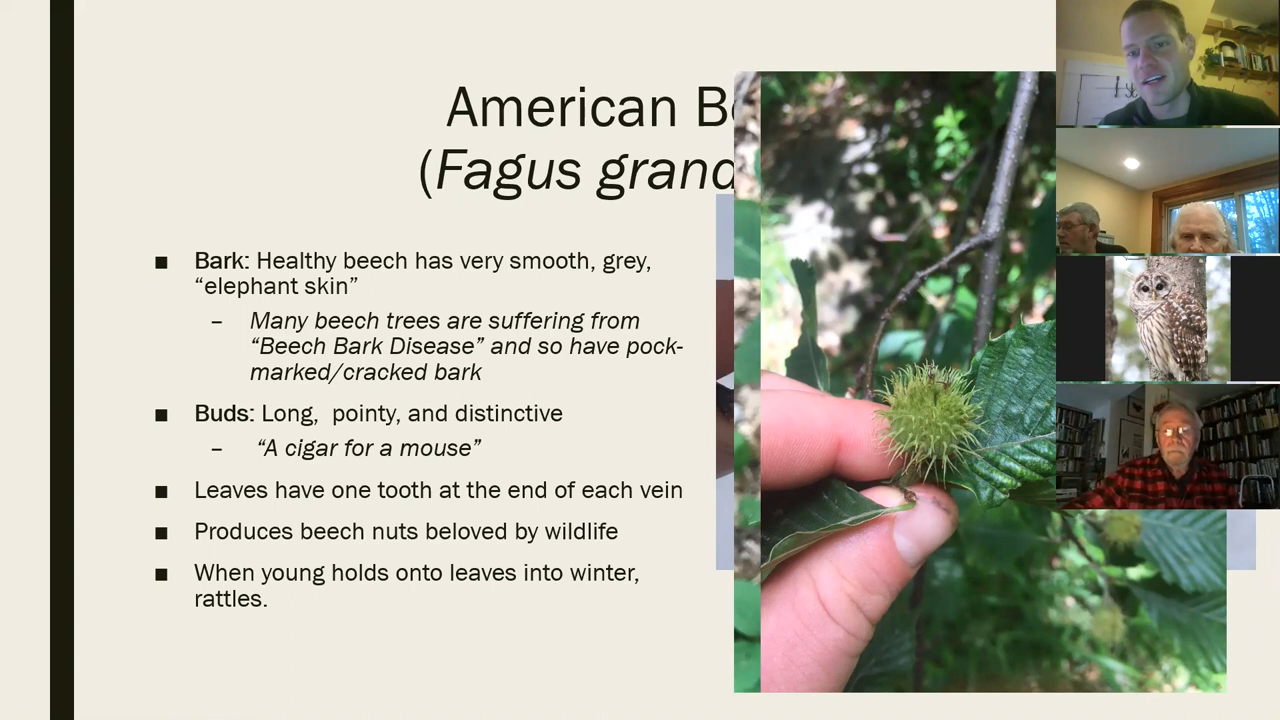 American B
(Fagus grand
■ Bark: Healthy beech has very smooth, grey,
“elephant skin”
– Many beech trees are suffering from
“Beech Bark Disease” and so have pock-
marked/cracked bark
■ Buds: Long, pointy, and distinctive
– “A cigar for a mouse”
■ Leaves have one tooth at the end of each vein
■ Produces beech nuts beloved by wildlife
■ When young holds onto leaves into winter,
rattles.